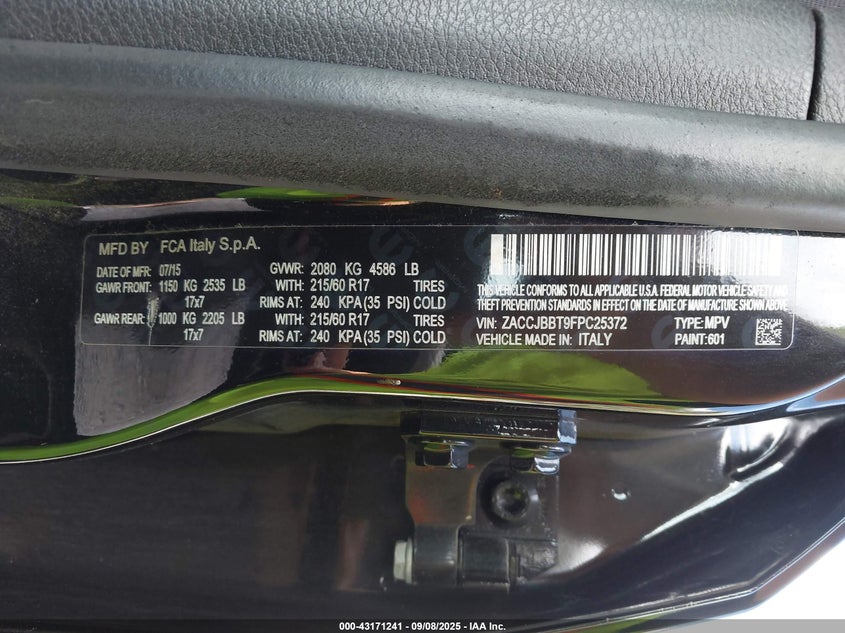 MFD BY FCA Italy S.p.A.
DATE OF MFR: 07/15 GVWR: 2080 KG 4586 LB
GAWR FRONT: 1150 KG 2535 LB WITH: 215/60 R17 TIRES
17x7 RIMS AT: 240 KPA (35 PSI) COLD
GAWR REAR: 1000 KG 2205 LB WITH: 215/60 R17 TIRES
17x7 RIMS AT: 240 KPA (35 PSI) COLD
THIS VEHICLE CONFORMS TO ALL APPLICABLE U.S.A. FEDERAL MOTOR VEHICLE SAFETY AND
THEFT PREVENTION STANDARDS IN EFFECT ON THE DATE OF MANUFACTURE SHOWN ABOVE.
VIN: ZACCJBBT9FPC25372 TYPE: MPV
VEHICLE MADE IN: ITALY PAINT: 601
000-43171241 - 09/08/2025 - IAA Inc.